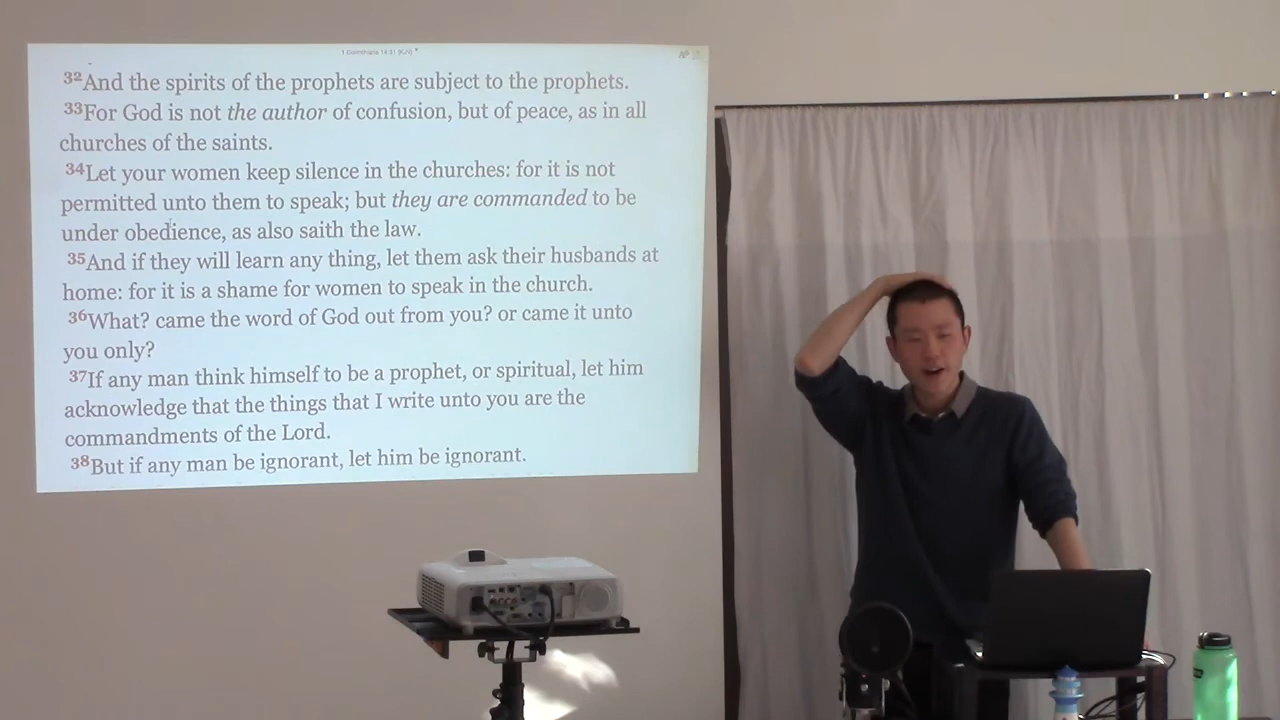 1 Corinthians 14:31 (KJV)
32And the spirits of the prophets are subject to the prophets.
33For God is not the author of confusion, but of peace, as in all
churches of the saints.
34Let your women keep silence in the churches: for it is not
permitted unto them to speak; but they are commanded to be
under obedience, as also saith the law.
35And if they will learn any thing, let them ask their husbands at
home: for it is a shame for women to speak in the church.
36What? came the word of God out from you? or came it unto
you only?
37If any man think himself to be a prophet, or spiritual, let him
acknowledge that the things that I write unto you are the
commandments of the Lord.
38But if any man be ignorant, let him be ignorant.